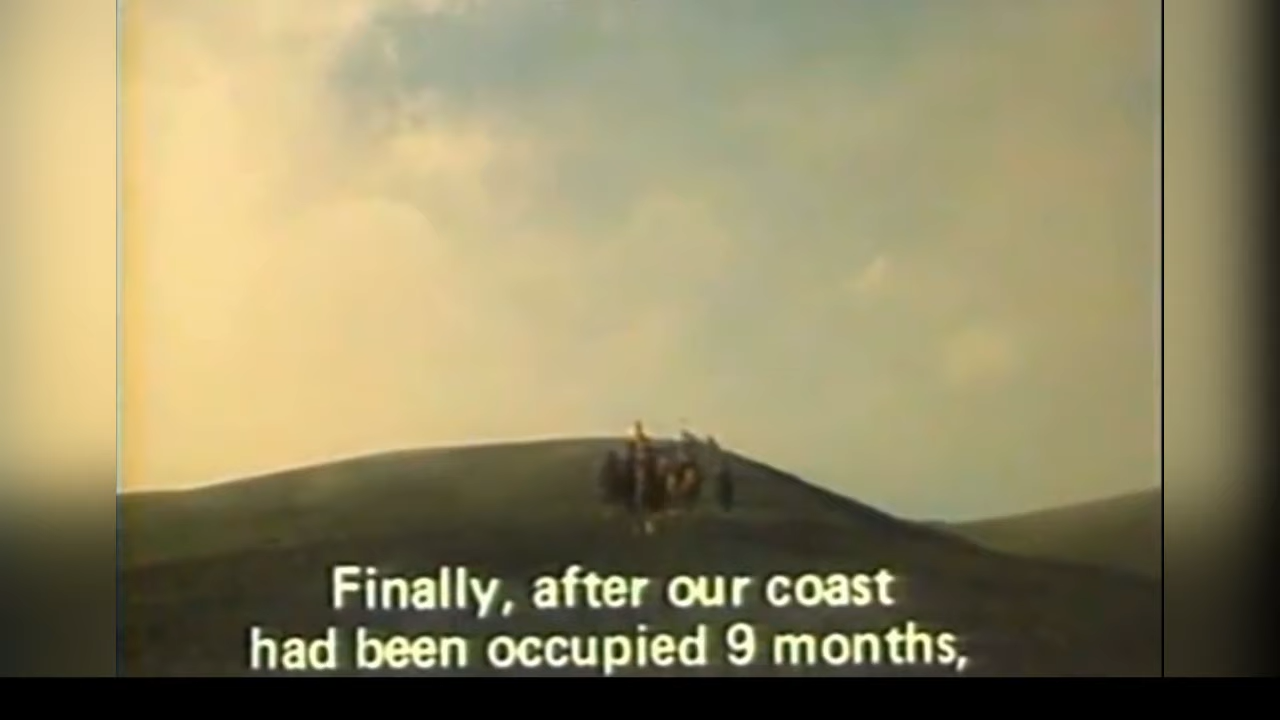 Finally, after our coast
had been occupied 9 months,